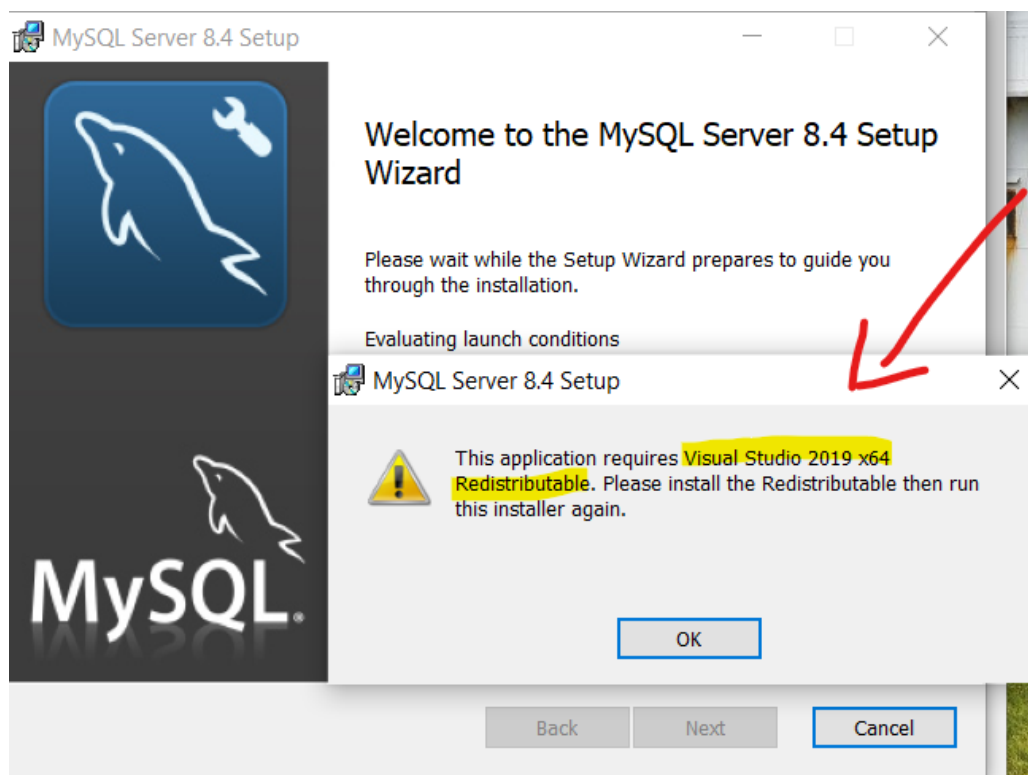 MySQL Server 8.4 Setup
Welcome to the MySQL Server 8.4 Setup
Wizard
Please wait while the Setup Wizard prepares to guide you
through the installation.
Evaluating launch conditions
MySQL Server 8.4 Setup
This application requires Visual Studio 2019 x64
Redistributable. Please install the Redistributable then run
this installer again.
OK
MySQL®
Back Next Cancel